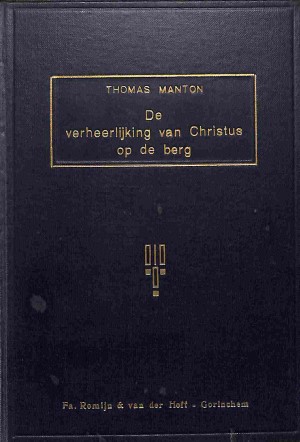 THOMAS MANTON
De
verheerlijking van Christus
op de berg
Fa. Romijn & van der Hoff - Gorinchem